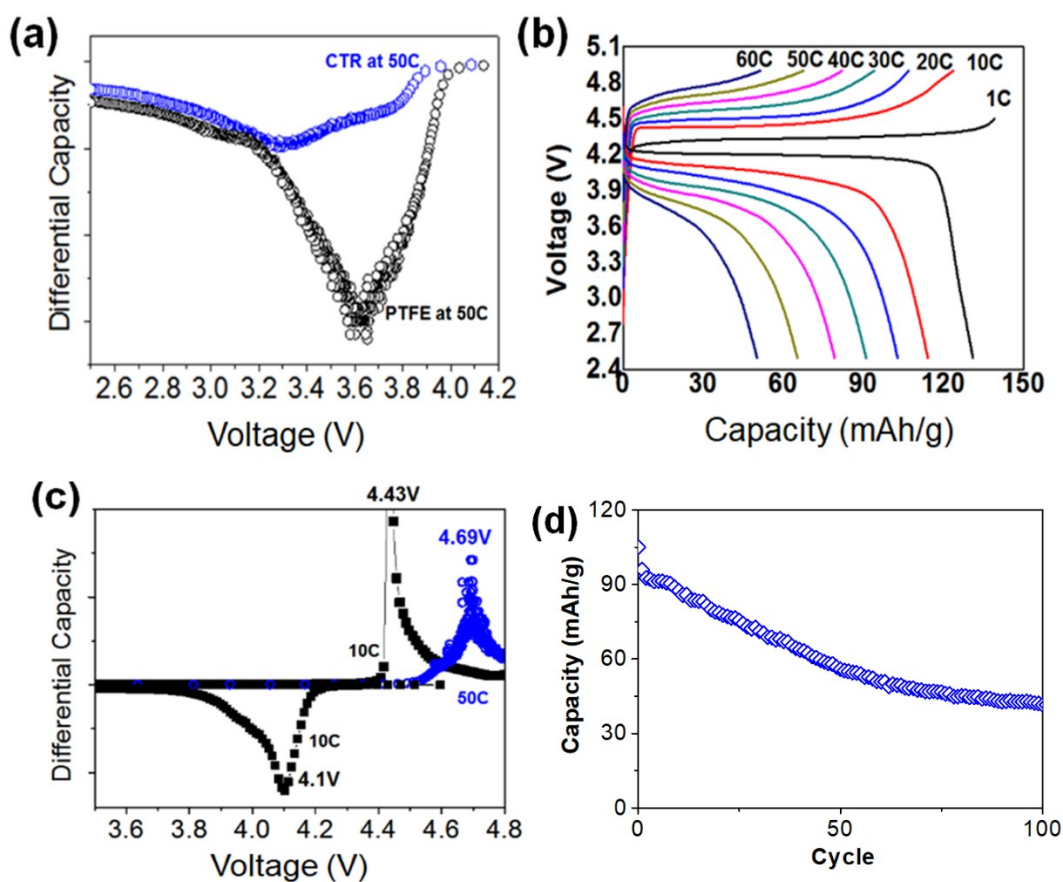 (a)
CTR at 50C
PTFE at 50C
Differential Capacity
2.6 2.8 3.0 3.2 3.4 3.6 3.8 4.0 4.2
Voltage (V)
(b)
5.1
4.8
4.5
4.2
3.9
3.6
3.3
3.0
2.7
2.4
60C 50C 40C 30C 20C 10C
1C
Voltage (V)
0 30 60 90 120 150
Capacity (mAh/g)
(c)
4.43V
4.69V
10C
50C
10C
4.1V
Differential Capacity
3.6 3.8 4.0 4.2 4.4 4.6 4.8
Voltage (V)
(d)
120
90
60
30
0
Capacity (mAh/g)
0 50 100
Cycle